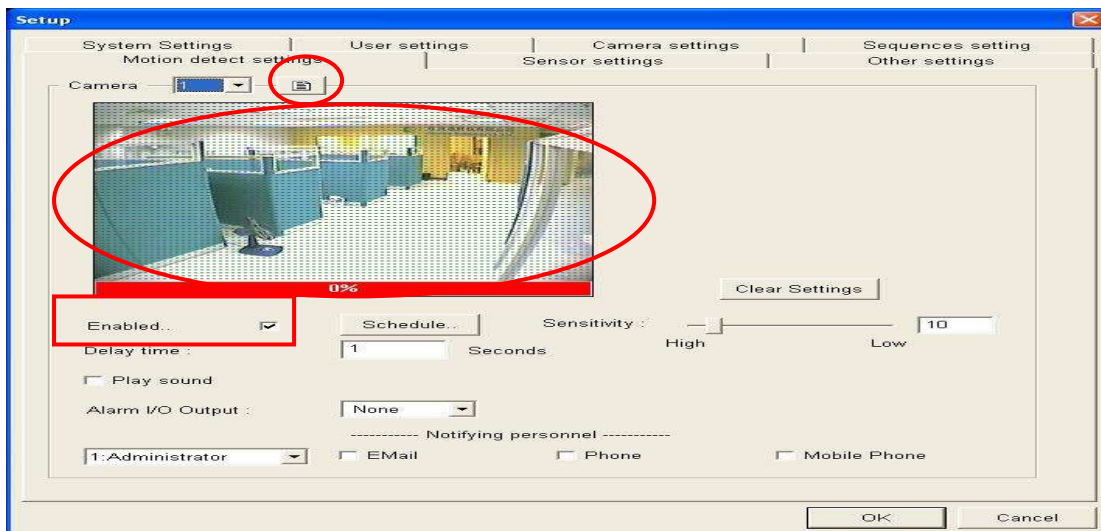 Setup
System Settings User settings Camera settings Sequences setting
Motion detect settings Sensor settings Other settings
Camera 1
0%
Clear Settings
Enabled.. Schedule.. Sensitivity : 10
High Low
Delay time : 1 Seconds
Play sound
Alarm I/O Output : None
---------- Notifying personnel ----------
1:Administrator EMail Phone Mobile Phone
OK Cancel